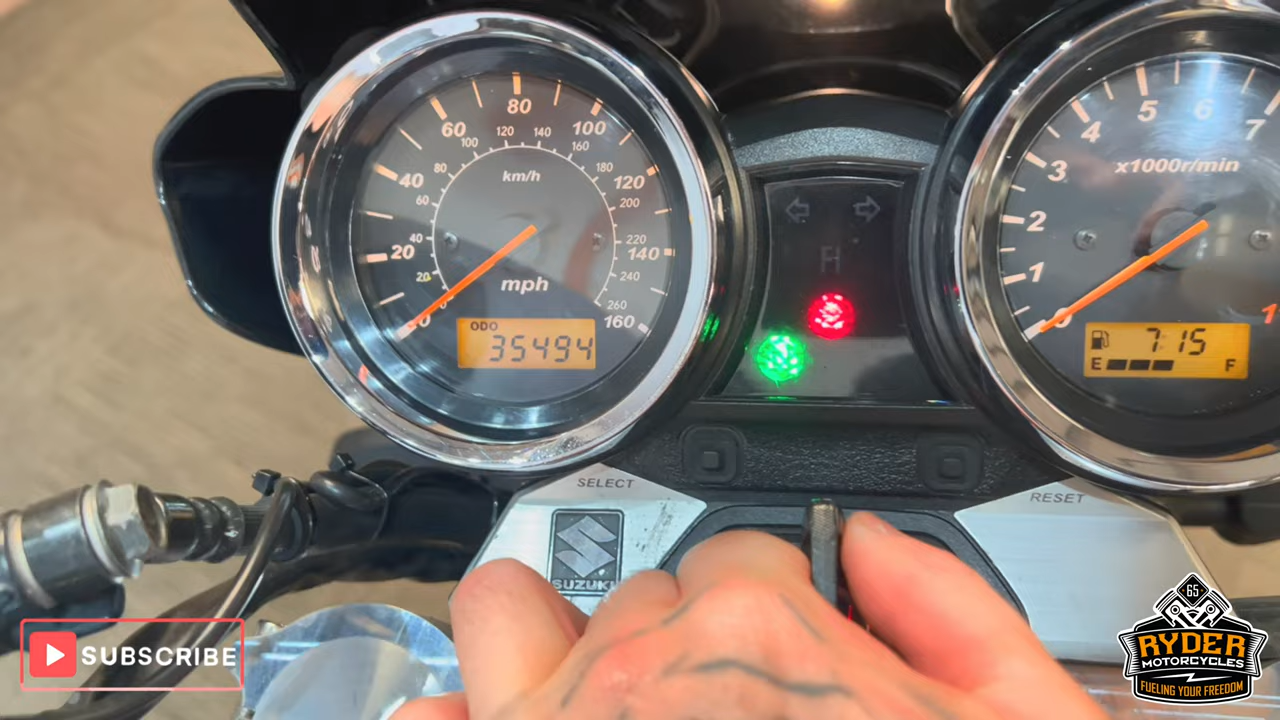 80
60
100
120
140
100
160
80
km/h
180
40
120
60
200
40
220
20
140
20
240
mph
260
160
ODO
35494
5
6
4
7
x1000r/min
3
2
1
0
1
7:15
E
F
SELECT
RESET
SUZUKI
SUBSCRIBE
65
RYDER
MOTORCYCLES
FUELING YOUR FREEDOM